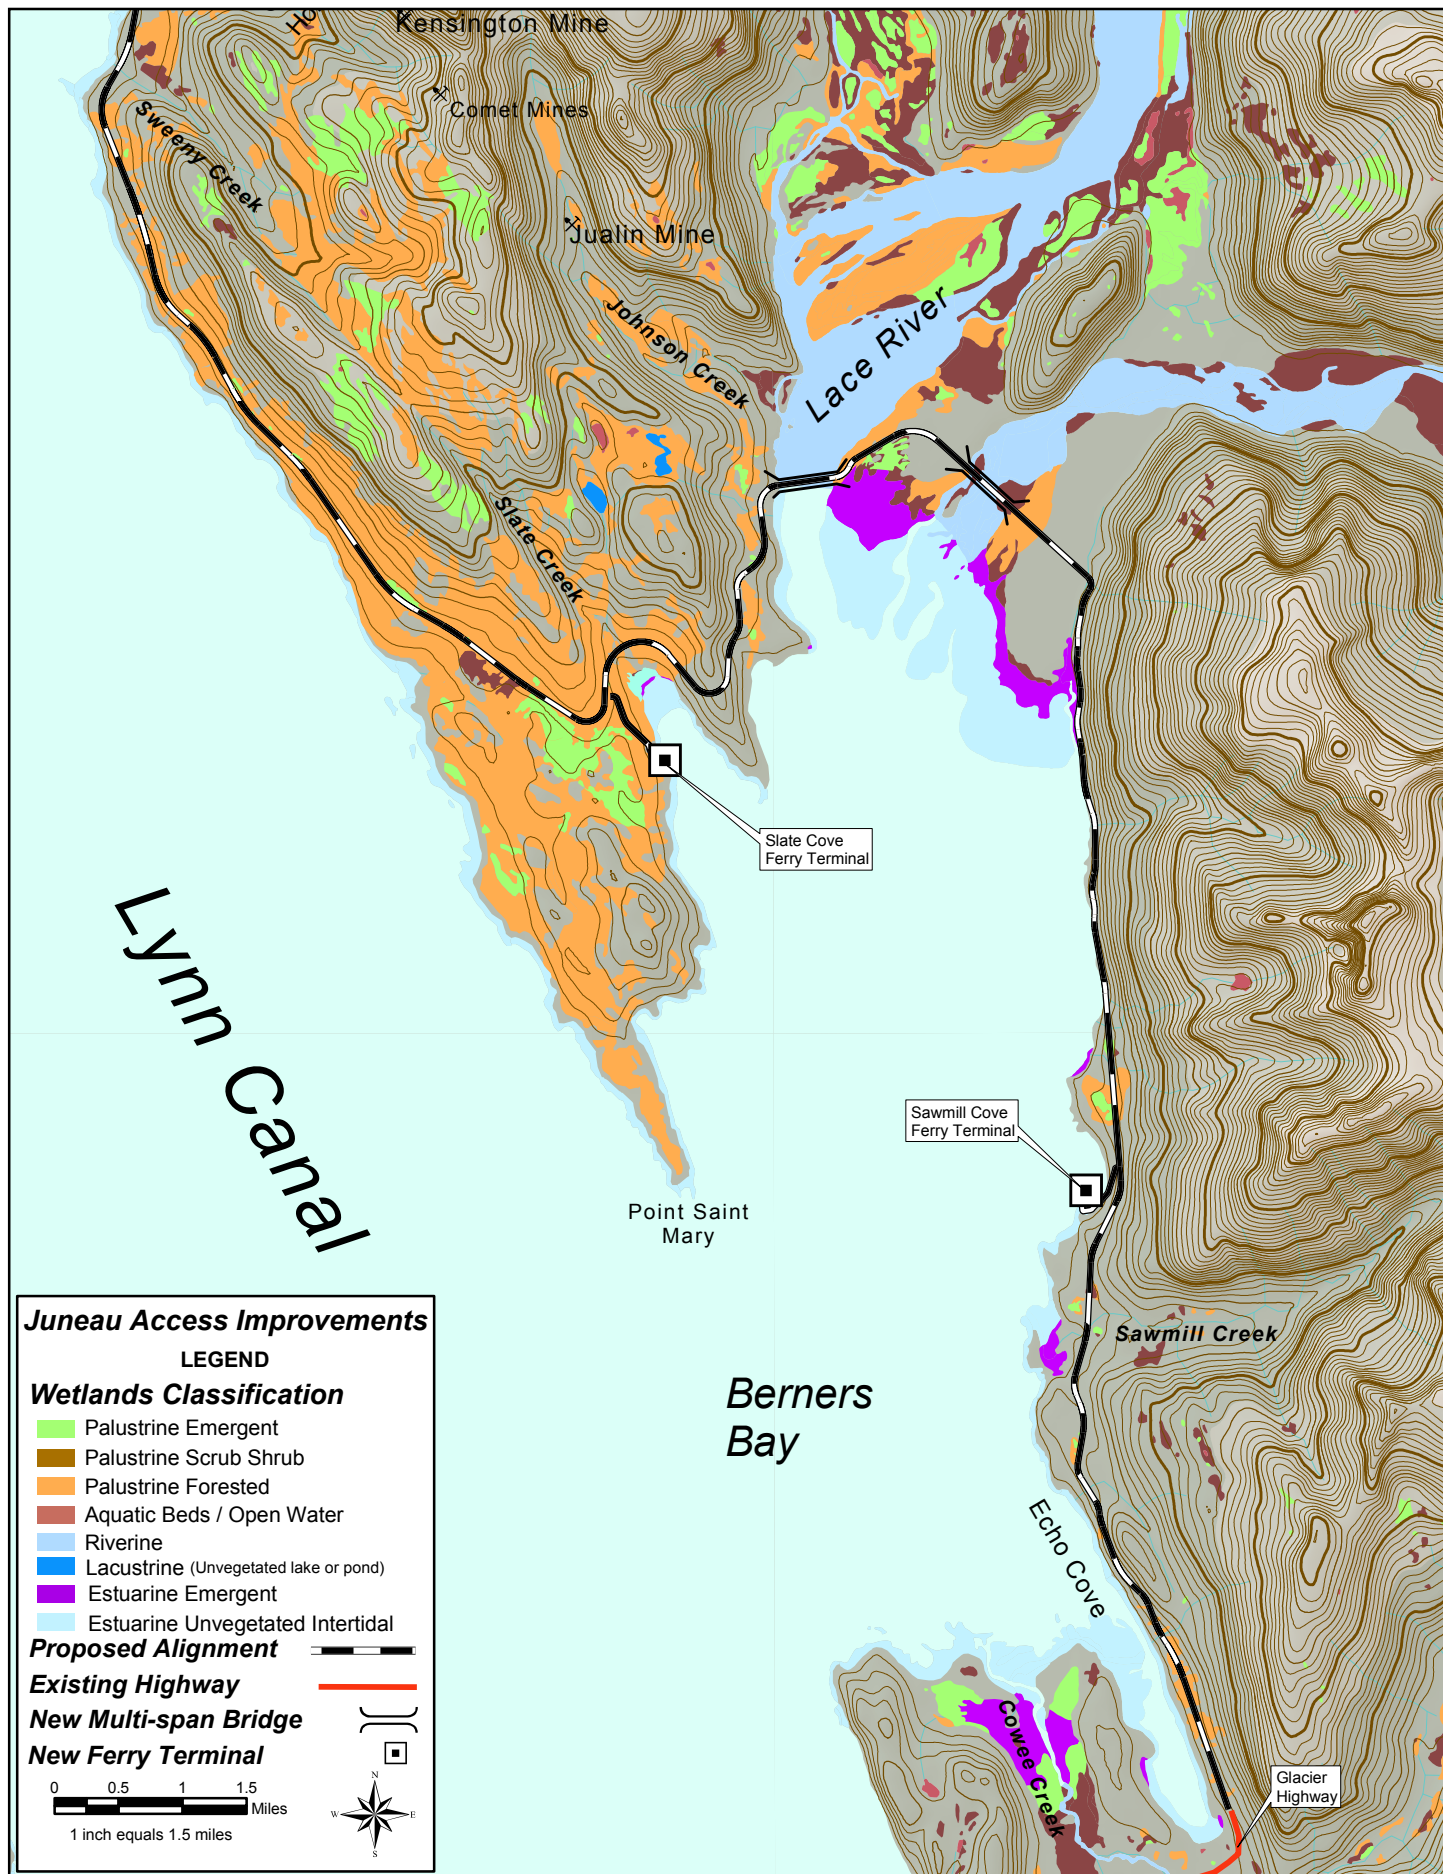 Kensington Mine
Comet Mines
Sweeny Creek
Jualin Mine
Johnson Creek
Lace River
Slate Creek
Slate Cove
Ferry Terminal
Lynn Canal
Sawmill Cove
Ferry Terminal
Point Saint
Mary
Sawmill Creek
Berners
Bay
Echo Cove
Cowee Creek
Glacier
Highway
Juneau Access Improvements
LEGEND
Wetlands Classification
Palustrine Emergent
Palustrine Scrub Shrub
Palustrine Forested
Aquatic Beds / Open Water
Riverine
Lacustrine (Unvegetated lake or pond)
Estuarine Emergent
Estuarine Unvegetated Intertidal
Proposed Alignment
Existing Highway
New Multi-span Bridge
New Ferry Terminal
0 0.5 1 1.5
Miles
1 inch equals 1.5 miles
N
W E
S